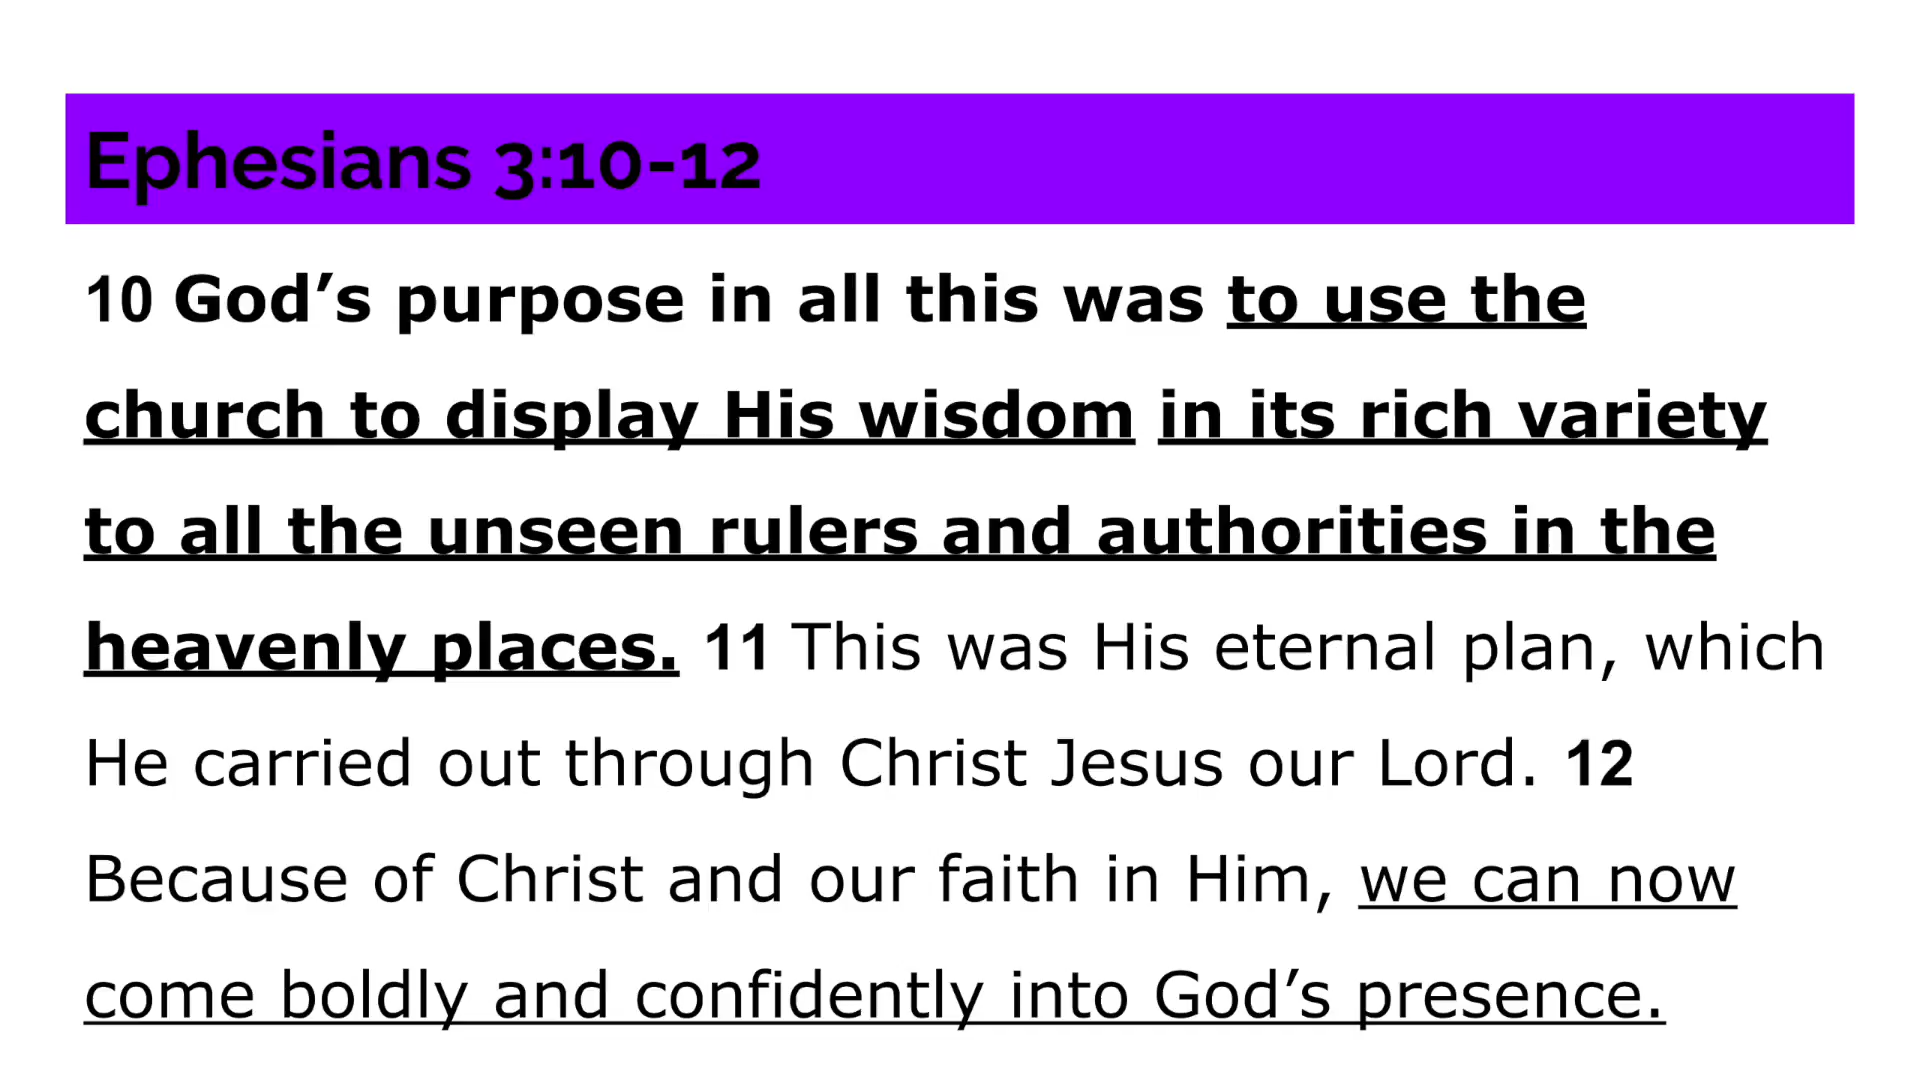 Ephesians 3:10-12
10 God’s purpose in all this was to use the
church to display His wisdom in its rich variety
to all the unseen rulers and authorities in the
heavenly places. 11 This was His eternal plan, which
He carried out through Christ Jesus our Lord. 12
Because of Christ and our faith in Him, we can now
come boldly and confidently into God’s presence.